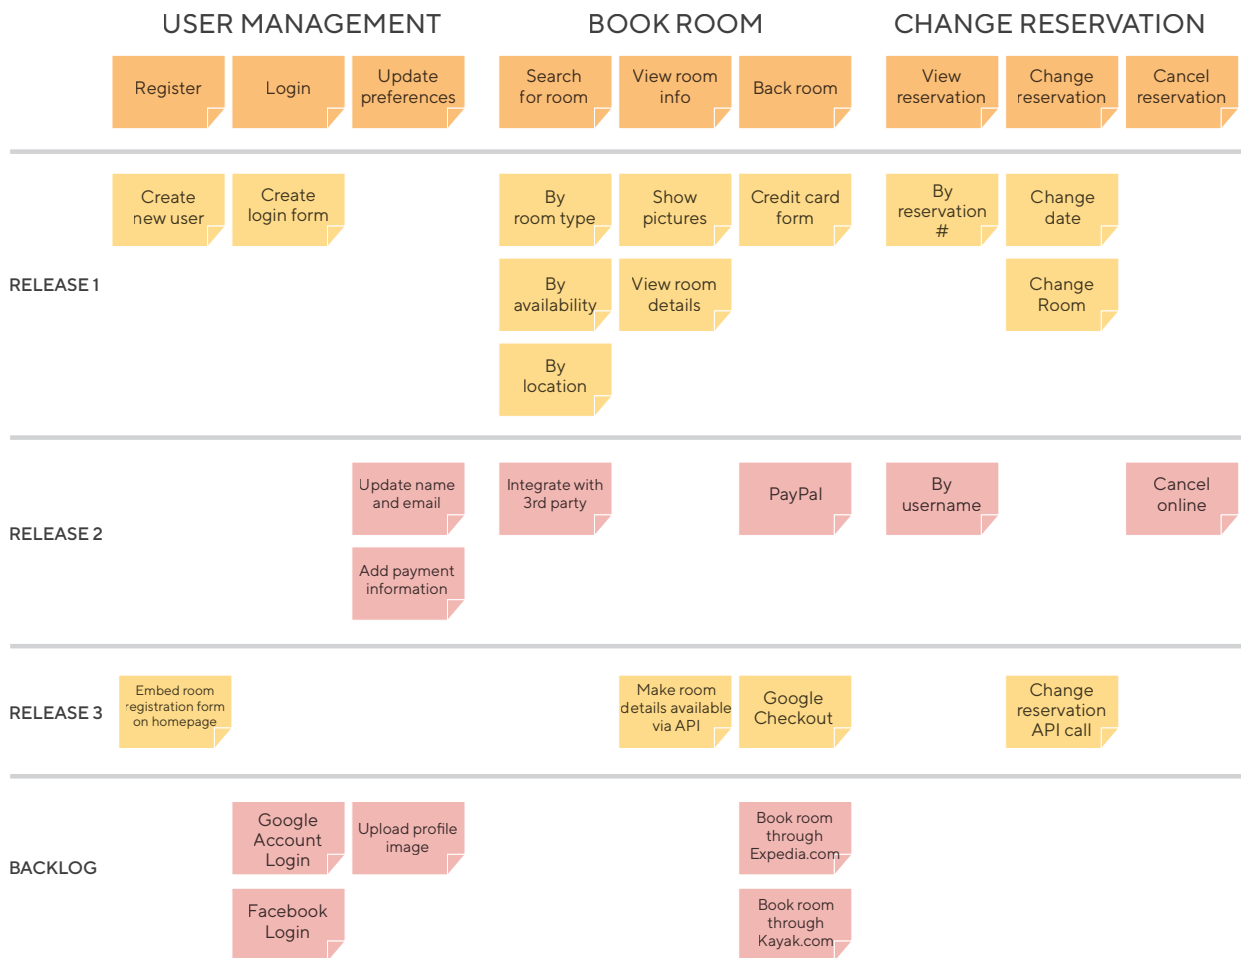 USER MANAGEMENT
BOOK ROOM
CHANGE RESERVATION
Register
Login
Update
preferences
Search
for room
View room
info
Back room
View
reservation
Change
reservation
Cancel
reservation
RELEASE 1
Create
new user
Create
login form
By
room type
Show
pictures
Credit card
form
By
reservation
#
Change
date
By
availability
View room
details
Change
Room
By
location
RELEASE 2
Update name
and email
Integrate with
3rd party
PayPal
By
username
Cancel
online
Add payment
information
RELEASE 3
Embed room
registration form
on homepage
Make room
details available
via API
Google
Checkout
Change
reservation
API call
BACKLOG
Google
Account
Login
Upload profile
image
Book room
through
Expedia.com
Facebook
Login
Book room
through
Kayak.com